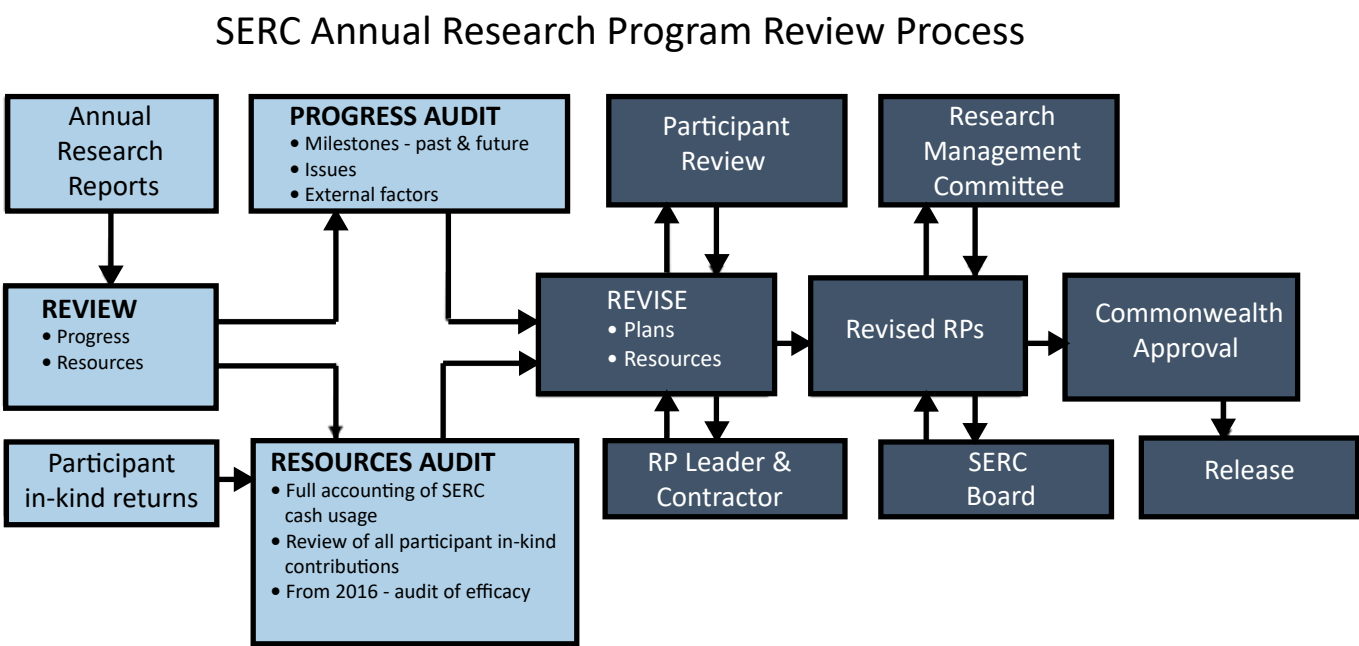 SERC Annual Research Program Review Process
Annual
Research
Reports
PROGRESS AUDIT
• Milestones - past & future
• Issues
• External factors
Participant
Review
Research
Management
Committee
REVIEW
• Progress
• Resources
REVISE
• Plans
• Resources
Revised RPs
Commonwealth
Approval
Participant
in-kind returns
RESOURCES AUDIT
• Full accounting of SERC
cash usage
• Review of all participant in-kind
contributions
• From 2016 - audit of efficacy
RP Leader &
Contractor
SERC
Board
Release